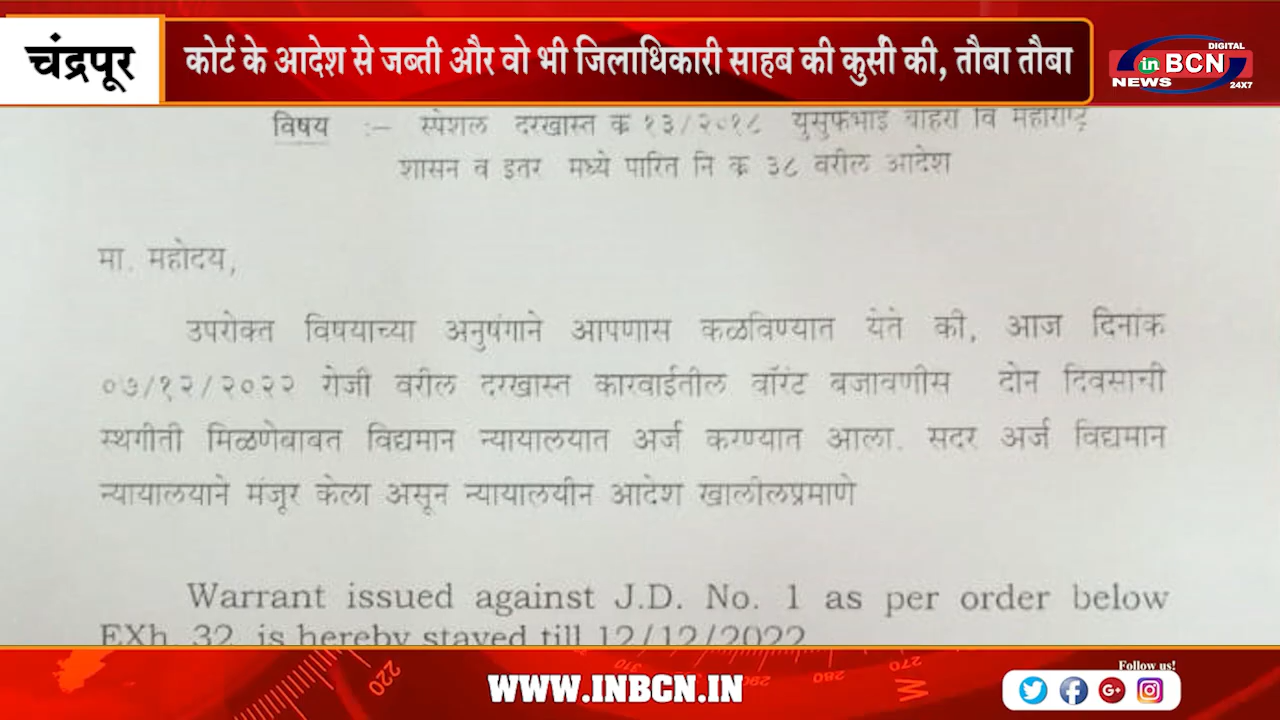 चंद्रपूर
कोर्ट के आदेश से जब्ती और वो भी जिलाधिकारी साहब की कुर्सी की, तौबा तौबा
DIGITAL
in BCN
NEWS 24X7
विषय :- स्पेशल दरखास्त क्र १३/२०१८ युसुफभाई बोहरा वि महाराष्ट्र
शासन व इतर मध्ये पारित नि क्र ३८ वरील आदेश
मा. महोदय,
उपरोक्त विषयाच्या अनुषंगाने आपणास कळविण्यात येते की, आज दिनांक
०७/१२/२०२२ रोजी वरील दरखास्त कारवाईतील वॉरंट बजावणीस दोन दिवसाची
स्थगीती मिळणेबाबत विद्यमान न्यायालयात अर्ज करण्यात आला. सदर अर्ज विद्यमान
न्यायालयाने मंजूर केला असून न्यायालयीन आदेश खालीलप्रमाणे
Warrant issued against J.D. No. 1 as per order below
EXh. 32, is hereby stayed till 12/12/2022
220
310
280
270
W
WWW.INBCN.IN
Follow us!